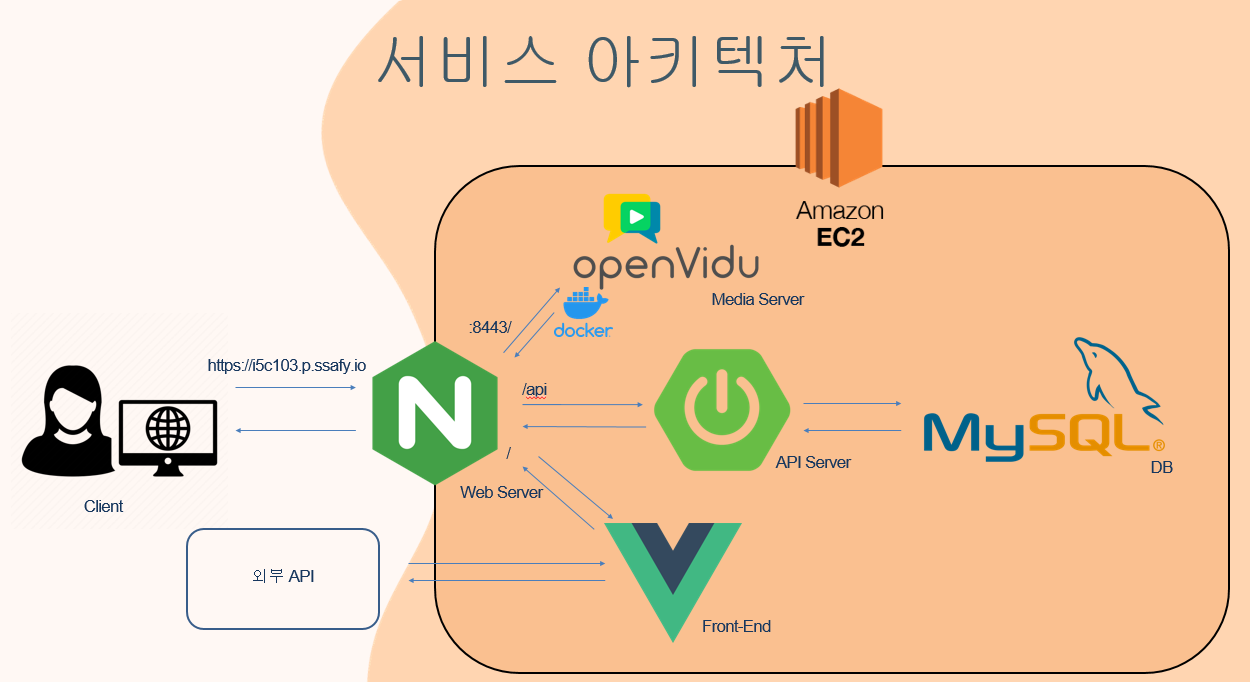 서비스 아키텍처
Amazon
EC2
openVidu
Media Server
docker
:8443/
https://i5c103.p.ssafy.io
/api
N
MySQL®
DB
API Server
/
Web Server
Client
외부 API
Front-End